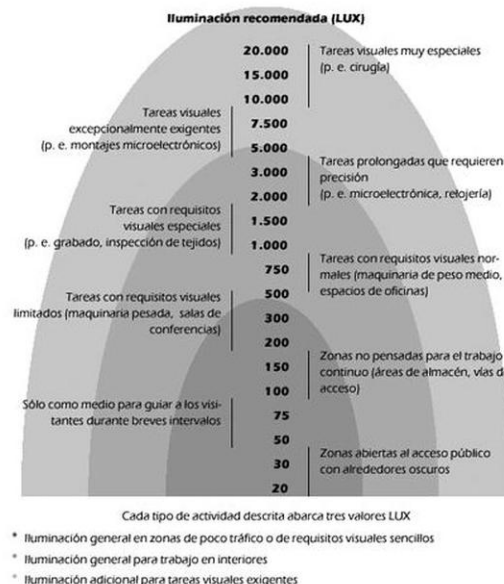 Iluminación recomendada (LUX)
20.000
15.000
10.000
7.500
5.000
3.000
2.000
1.500
1.000
750
500
300
200
150
100
75
50
30
20
Tareas visuales muy especiales
(p. e. cirugía)
Tareas visuales
excepcionalmente exigentes
(p. e. montajes microelectrónicos)
Tareas prolongadas que requieren
precisión
(p. e. microelectrónica, relojería)
Tareas con requisitos
visuales especiales
(p. e. grabado, inspección de tejidos)
Tareas con requisitos visuales nor-
males (maquinaria de peso medio,
espacios de oficinas)
Tareas con requisitos visuales
limitados (maquinaria pesada, salas de
conferencias)
Zonas no pensadas para el trabajo
continuo (áreas de almacén, vías de
acceso)
Sólo como medio para guiar a los visi-
tantes durante breves intervalos
Zonas abiertas al acceso público
con alrededores oscuros
Cada tipo de actividad descrita abarca tres valores LUX
* Iluminación general en zonas de poco tráfico o de requisitos visuales sencillos
* Iluminación general para trabajo en interiores
* Iluminación adicional para tareas visuales exigentes